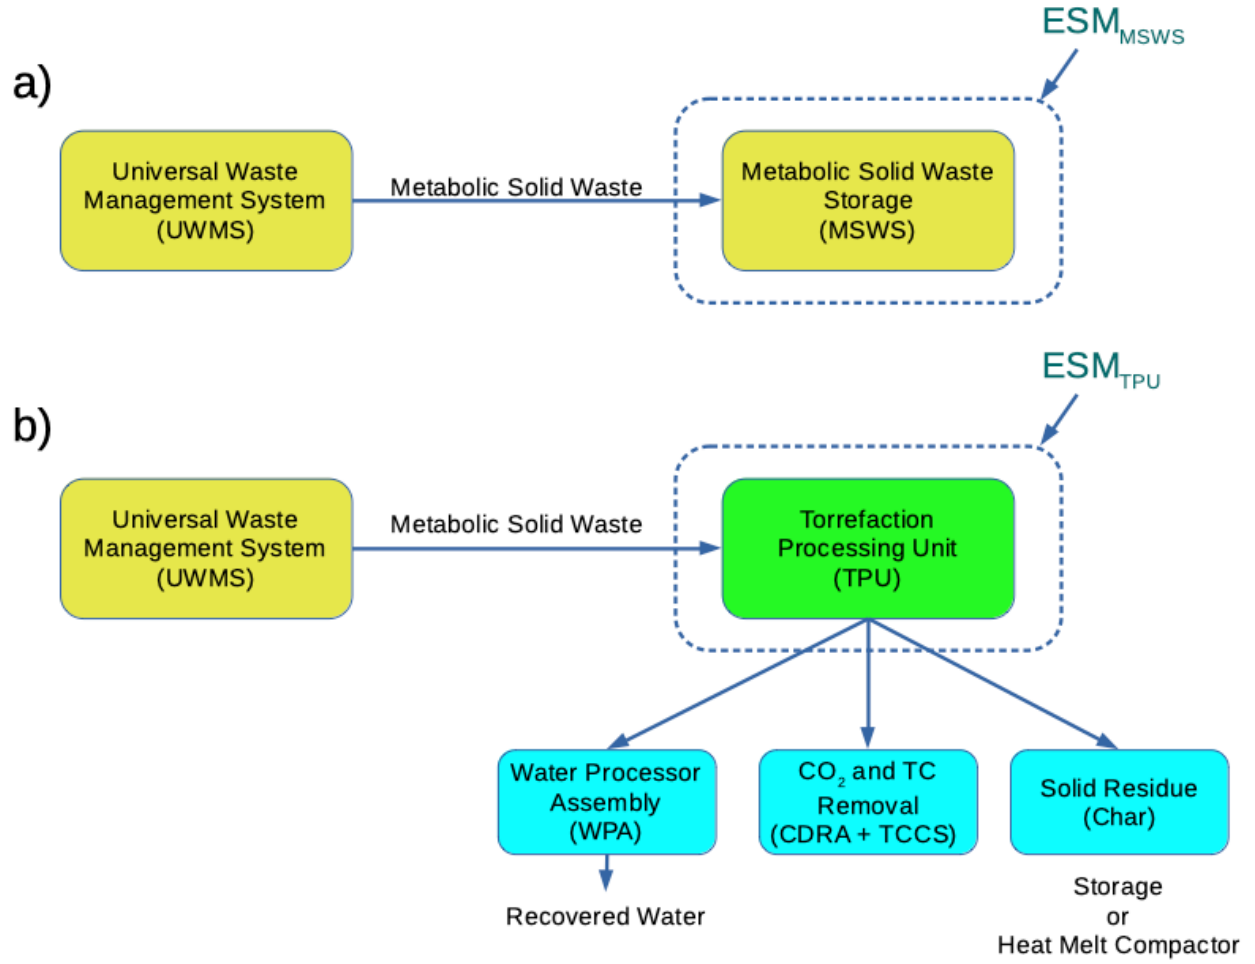 ESM_MSWS
a)
Universal Waste
Management System
(UWMS)
Metabolic Solid Waste
Metabolic Solid Waste
Storage
(MSWS)
ESM_TPU
b)
Universal Waste
Management System
(UWMS)
Metabolic Solid Waste
Torrefaction
Processing Unit
(TPU)
Water Processor
Assembly
(WPA)
CO₂ and TC
Removal
(CDRA + TCCS)
Solid Residue
(Char)
Recovered Water
Storage
or
Heat Melt Compactor